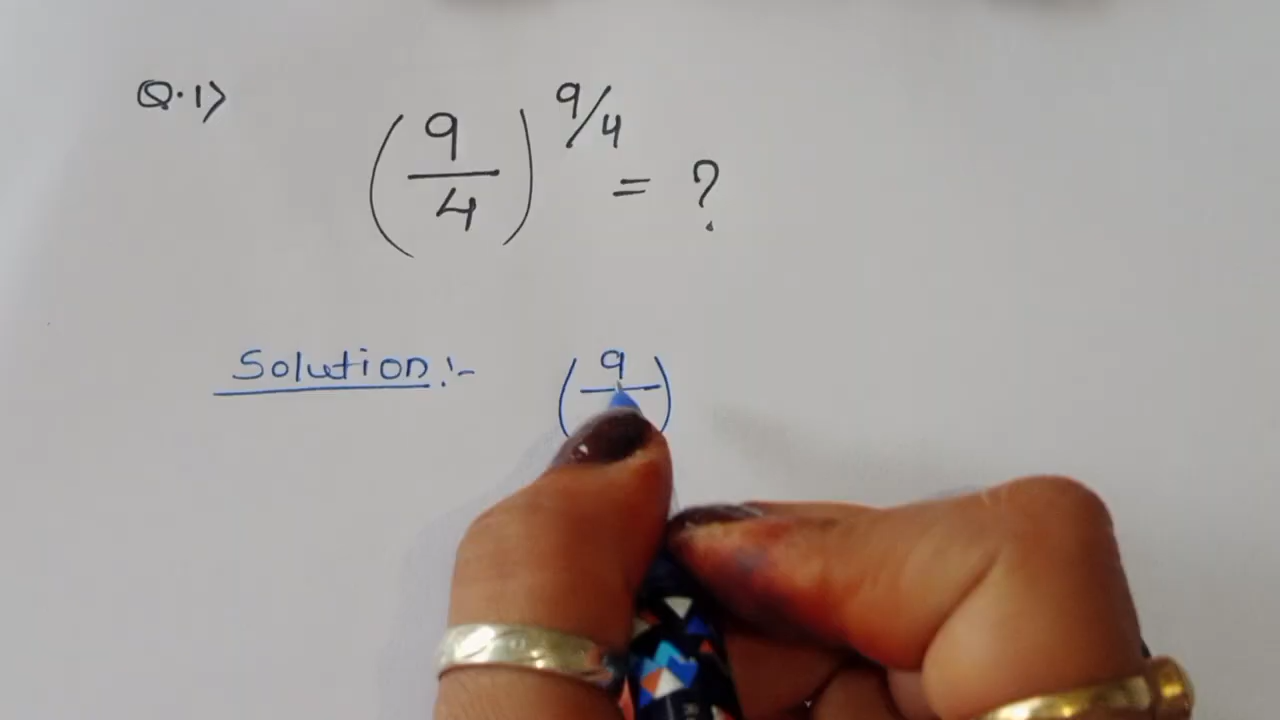 Q.1>
(9/4)^9/4 = ?
Solution:- (9